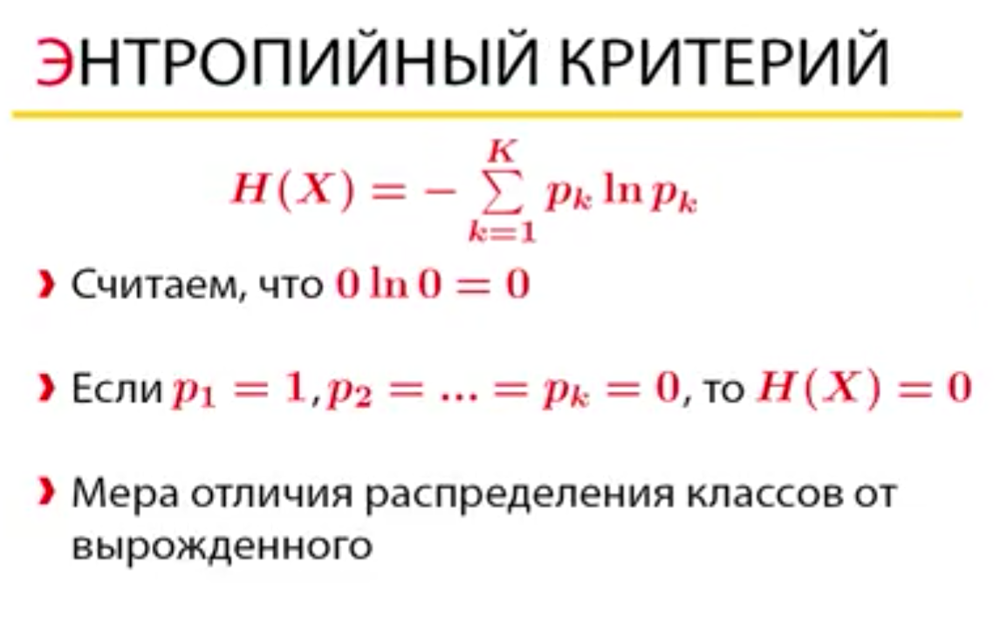 ЭНТРОПИЙНЫЙ КРИТЕРИЙ
H(X) = − ∑_{k=1}^{K} p_k ln p_k
❯ Считаем, что 0 ln 0 = 0
❯ Если p_1 = 1, p_2 = ... = p_k = 0, то H(X) = 0
❯ Мера отличия распределения классов от
вырожденного